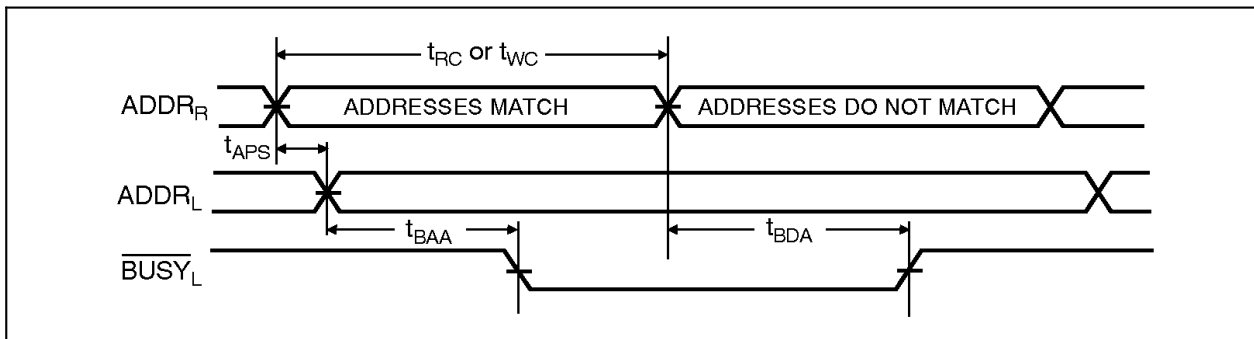 tRC or tWC
ADDRR ADDRESSES MATCH ADDRESSES DO NOT MATCH
tAPS
ADDRL
tBAA tBDA
BUSYL